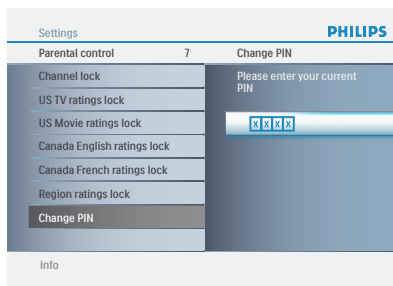 Settings
PHILIPS
Parental control 7
Change PIN
Channel lock
US TV ratings lock
US Movie ratings lock
Canada English ratings lock
Canada French ratings lock
Region ratings lock
Change PIN
Please enter your current
PIN
X X X X
Info